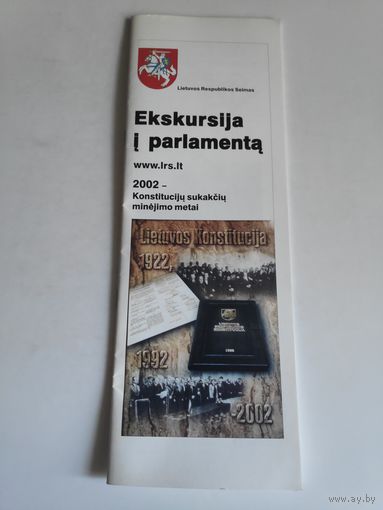 Lietuvos Respublikos Seimas
Ekskursija
į parlamentą
www.lrs.lt
2002 –
Konstitucijų sukakčių
minėjimo metai
Lietuvos Konstitucija
1922,
1992
-2002
www.ay.by